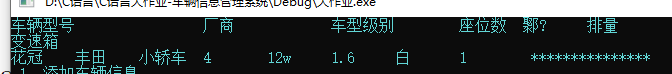 D:\C语言\C语言大作业-车辆信息管理系统\Debug\大作业.exe
车辆型号 厂商 车型级别 座位数 鄹? 排量
变速箱
花冠 丰田 小轿车 4 12w 1.6 白 1 ***************
1. 添加车辆信息